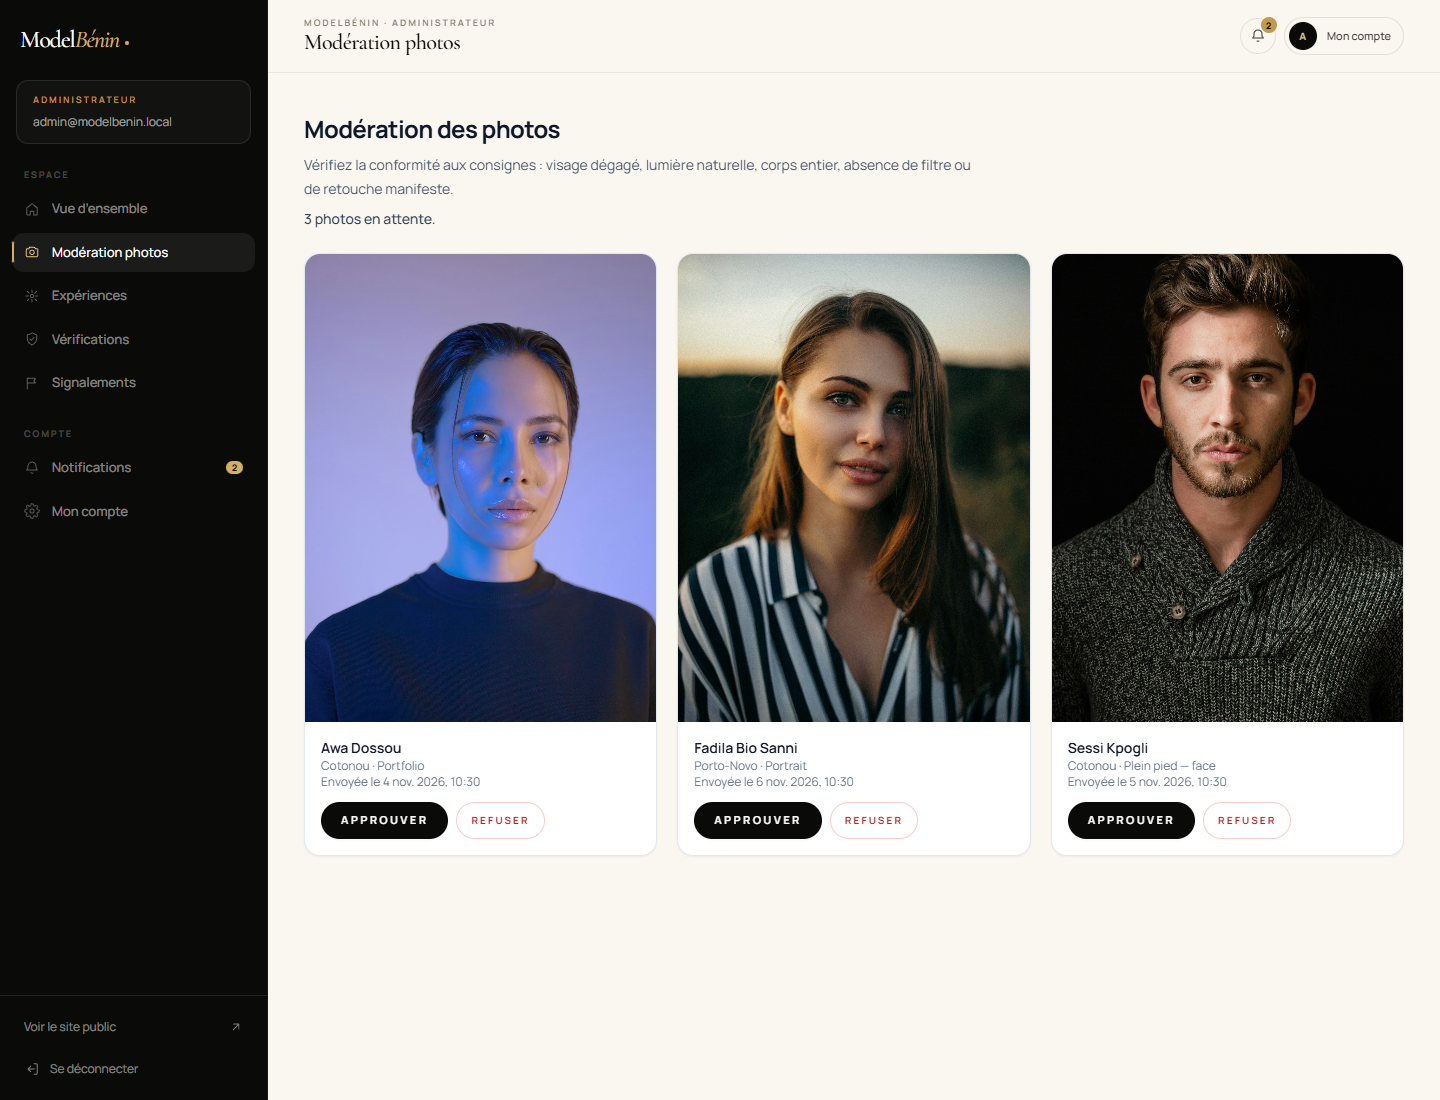 ModelBénin
ADMINISTRATEUR
admin@modelbenin.local
ESPACE
Vue d'ensemble
Modération photos
Expériences
Vérifications
Signalements
COMPTE
Notifications 2
Mon compte
Voir le site public
Se déconnecter
MODELBÉNIN · ADMINISTRATEUR
Modération photos
2
A Mon compte
Modération des photos
Vérifiez la conformité aux consignes : visage dégagé, lumière naturelle, corps entier, absence de filtre ou
de retouche manifeste.
3 photos en attente.
Awa Dossou
Cotonou · Portfolio
Envoyée le 4 nov. 2026, 10:30
APPROUVER REFUSER
Fadila Bio Sanni
Porto-Novo · Portrait
Envoyée le 6 nov. 2026, 10:30
APPROUVER REFUSER
Sessi Kpogli
Cotonou · Plein pied — face
Envoyée le 5 nov. 2026, 10:30
APPROUVER REFUSER